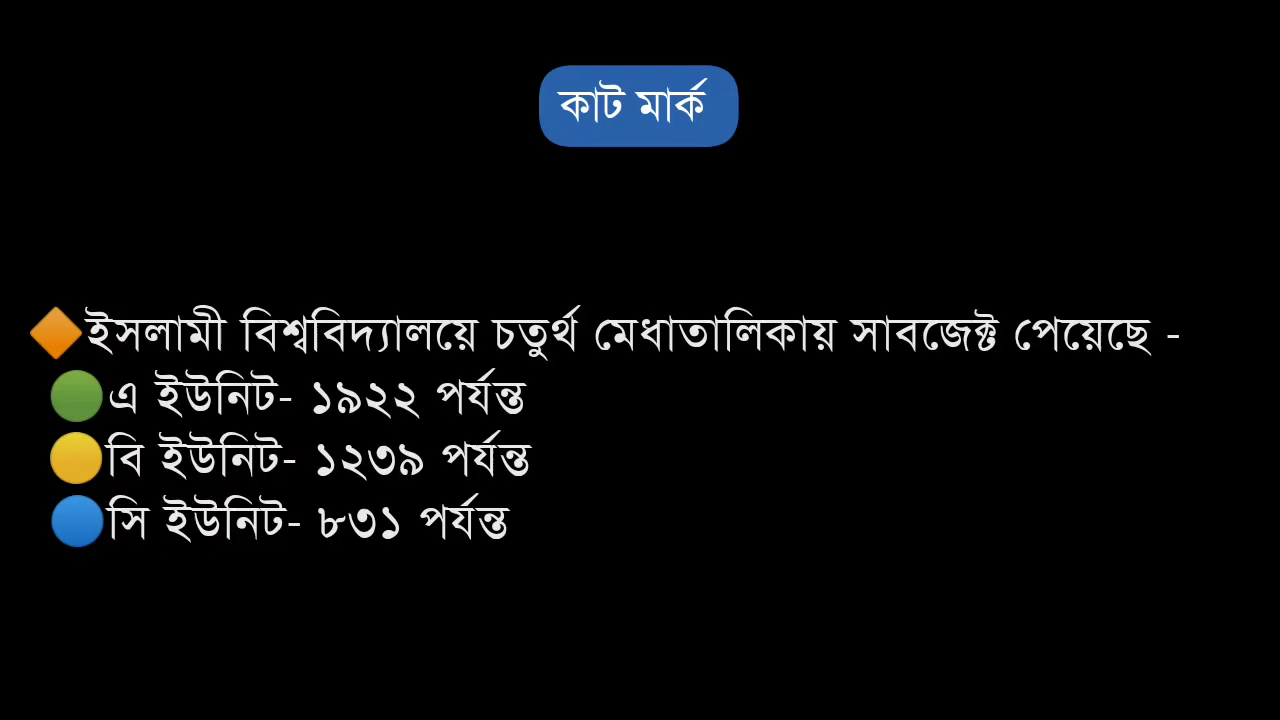 কাট মার্ক
🔶ইসলামী বিশ্ববিদ্যালয়ে চতুর্থ মেধাতালিকায় সাবজেক্ট পেয়েছে -
🟢এ ইউনিট- ১৯২২ পর্যন্ত
🟡বি ইউনিট- ১২৩৯ পর্যন্ত
🔵সি ইউনিট- ৮৩১ পর্যন্ত